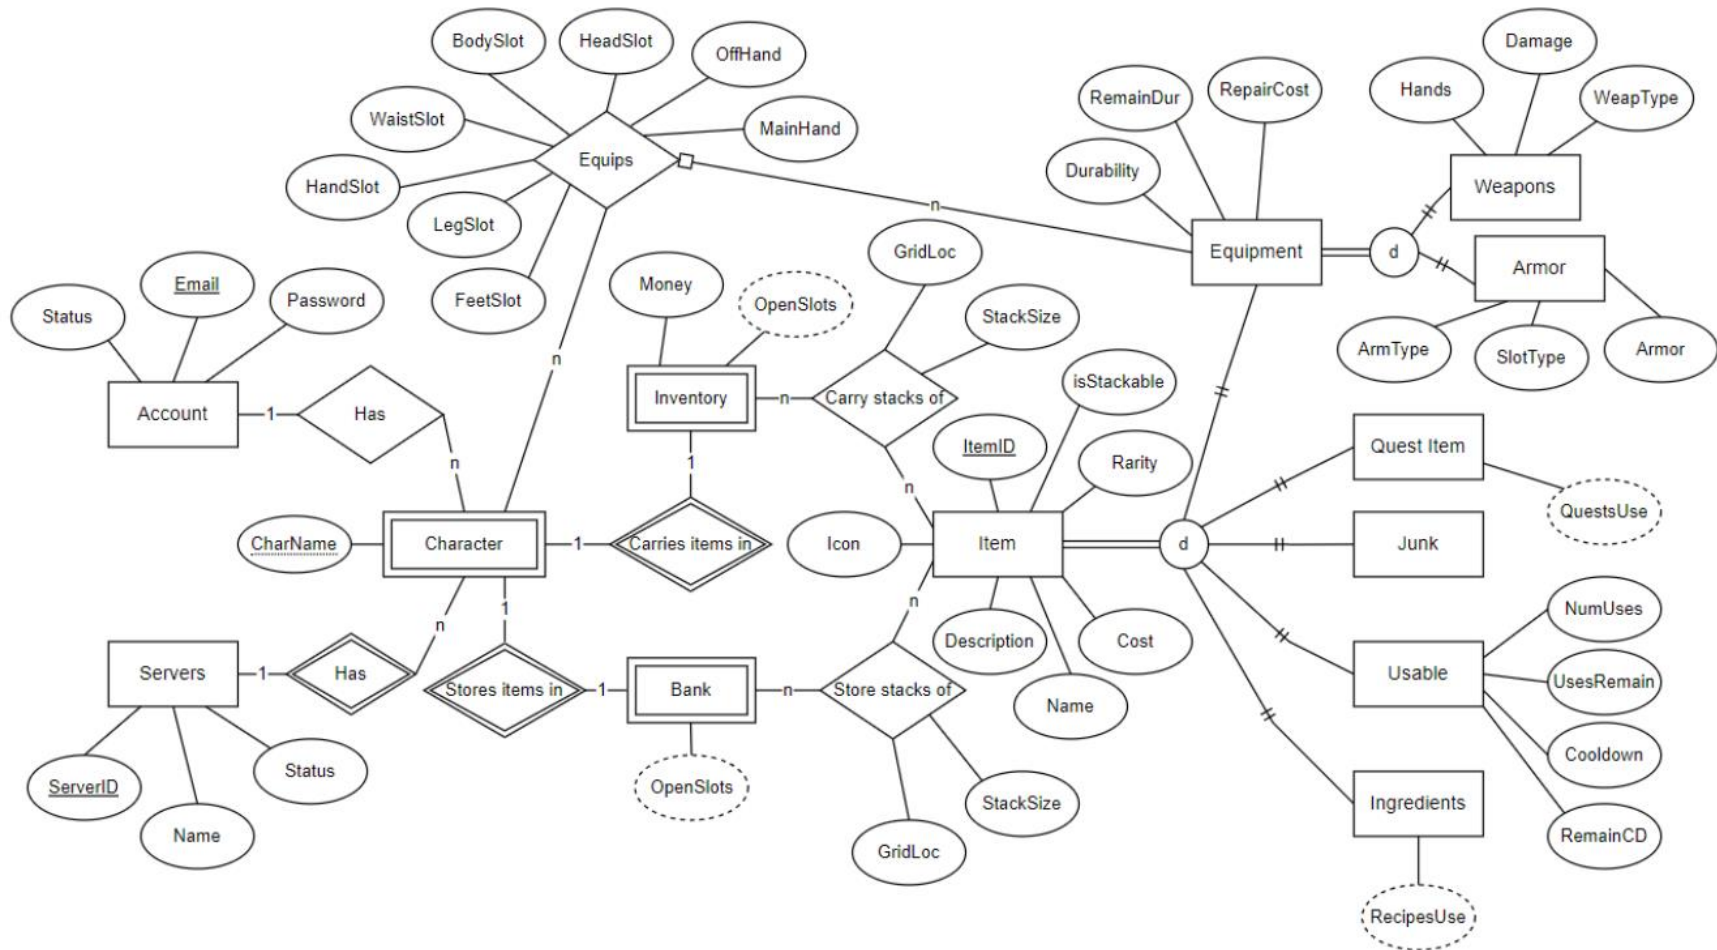 BodySlot
HeadSlot
OffHand
WaistSlot
MainHand
Equips
HandSlot
LegSlot
FeetSlot
n
n
RemainDur
RepairCost
Durability
Equipment
d
Hands
Damage
WeapType
Weapons
Armor
ArmType
SlotType
Armor
Status
Email
Password
Account
1
Has
n
Money
OpenSlots
Inventory
n
Carry stacks of
GridLoc
StackSize
n
1
CharName
Character
1
Carries items in
n
1
Servers
1
Has
ServerID
Name
Status
Stores items in
1
Bank
n
Store stacks of
OpenSlots
GridLoc
StackSize
n
isStackable
ItemID
Rarity
Icon
Item
d
Description
Name
Cost
Quest Item
QuestsUse
Junk
Usable
NumUses
UsesRemain
Cooldown
RemainCD
Ingredients
RecipesUse